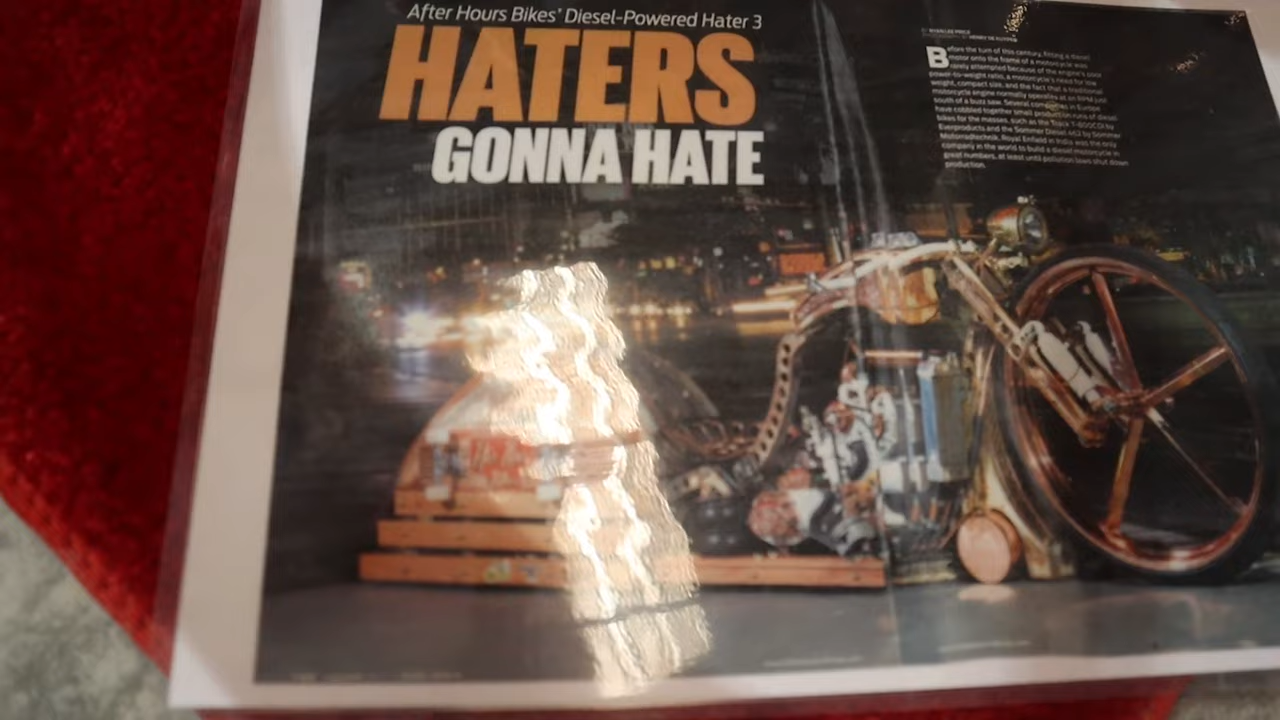 After Hours Bikes' Diesel-Powered Hater 3
HATERS
GONNA HATE
Before the turn of this century, fitting a diesel
motor onto the frame of a motorcycle was
rarely attempted because of the engine's poor
power-to-weight ratio, a motorcycle's need for low
weight, compact size, and the fact that a traditional
motorcycle engine normally operates at an RPM just
south of a buzz saw. Several companies in Europe
have cobbled together small production runs of diesel
bikes for the masses, such as the Track T-800CDI by
Evaproducts and the Sommer Diesel 462 by Sommer
Motorradtechnik. Royal Enfield in India was the only
company in the world to build a diesel motorcycle in
great numbers, at least until pollution laws shut down
production.